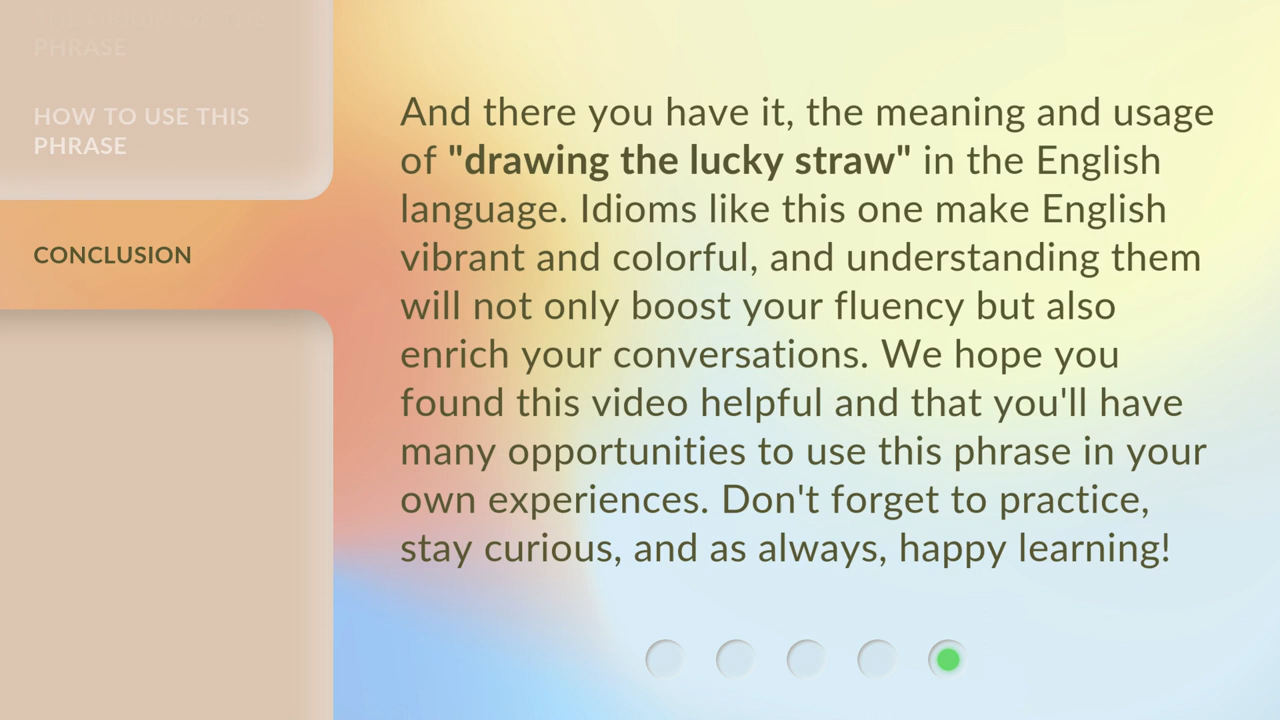 PHRASE
HOW TO USE THIS
PHRASE
CONCLUSION
And there you have it, the meaning and usage
of "drawing the lucky straw" in the English
language. Idioms like this one make English
vibrant and colorful, and understanding them
will not only boost your fluency but also
enrich your conversations. We hope you
found this video helpful and that you'll have
many opportunities to use this phrase in your
own experiences. Don't forget to practice,
stay curious, and as always, happy learning!